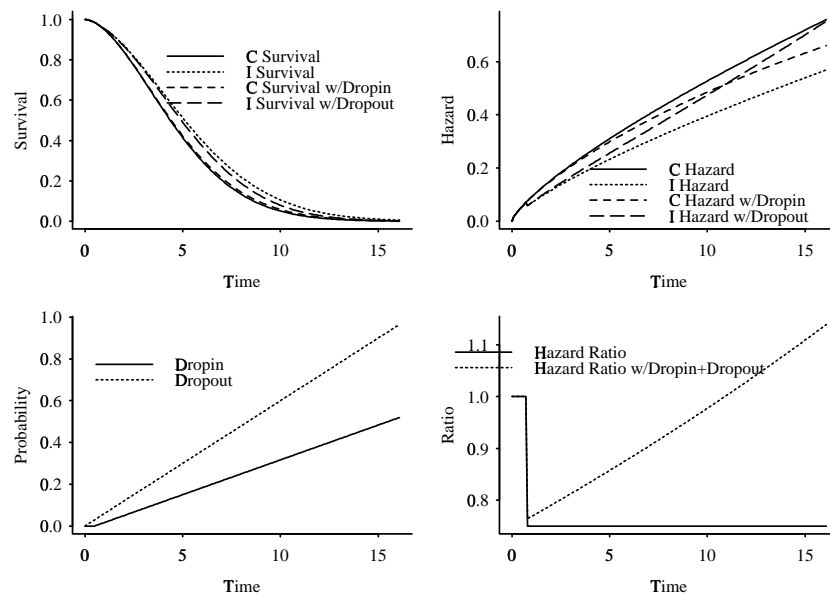 1.0
0.8
0.6
0.4
0.2
0.0
Survival
C Survival
I Survival
C Survival w/Dropin
I Survival w/Dropout
0 5 10 15
Time
0.6
0.4
0.2
0.0
Hazard
C Hazard
I Hazard
C Hazard w/Dropin
I Hazard w/Dropout
0 5 10 15
Time
1.0
0.8
0.6
0.4
0.2
0.0
Probability
Dropin
Dropout
0 5 10 15
Time
1.1
1.0
0.9
0.8
Ratio
Hazard Ratio
Hazard Ratio w/Dropin+Dropout
0 5 10 15
Time